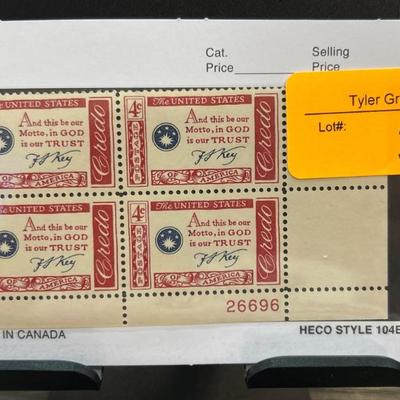 Cat. Selling
Price Price
Tyler Gr
Lot#:
The UNITED STATES
And this be our
Motto, in GOD
is our TRUST
F S Key
Credo
OF AMERICA
4¢ The UNITED STATES
POSTAGE
And this be our
Motto, in GOD
is our TRUST
F S Key
Credo
OF AMERICA
The UNITED STATES
And this be our
Motto, in GOD
is our TRUST
F S Key
Credo
OF AMERICA
4¢ The UNITED STATES
POSTAGE
And this be our
Motto, in GOD
is our TRUST
F S Key
Credo
OF AMERICA
26696
IN CANADA
HECO STYLE 104